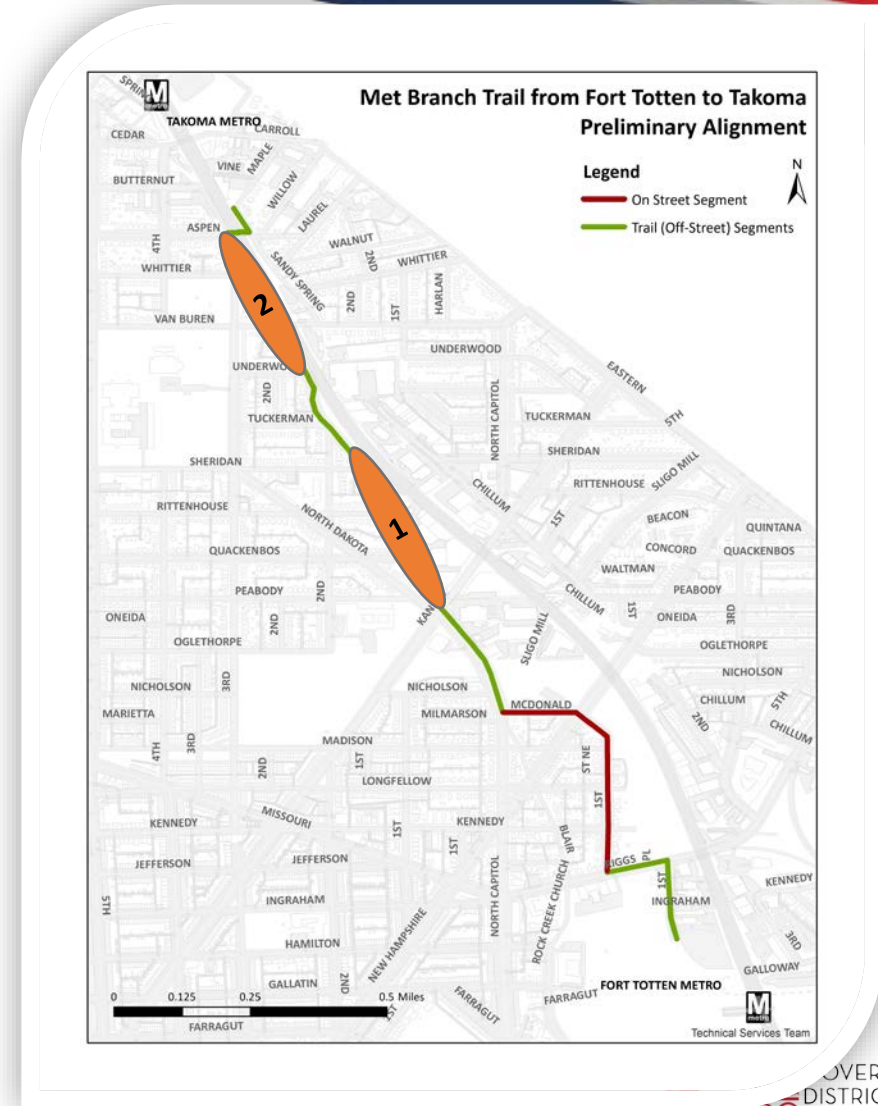 Met Branch Trail from Fort Totten to Takoma
Preliminary Alignment
Legend
N
On Street Segment
Trail (Off-Street) Segments
M
metro
TAKOMA METRO
CARROLL
CEDAR
VINE
MAPLE
BUTTERNUT
WILLOW
LAUREL
ASPEN
4TH
WALNUT
2ND
WHITTIER
WHITTIER
SANDY SPRING
HARLAN
2ND
1ST
2
VAN BUREN
UNDERWOOD
EASTERN
2ND
NORTH CAPITOL
TUCKERMAN
TUCKERMAN
5TH
SHERIDAN
SHERIDAN
CHILLUM
RITTENHOUSE
SLIGO MILL
RITTENHOUSE
NORTH DAKOTA
1
1ST
BEACON
QUINTANA
QUACKENBOS
CONCORD
QUACKENBOS
WALTMAN
PEABODY
2ND
CHILLUM
PEABODY
ONEIDA
2ND
1ST
ONEIDA
3RD
OGLETHORPE
SLIGO MILL
OGLETHORPE
NICHOLSON
3RD
NICHOLSON
NICHOLSON
MARIETTA
MILMARSON
MCDONALD
CHILLUM
5TH
4TH
3RD
2ND
CHILLUM
MADISON
1ST
2ND
ST NE
LONGFELLOW
1ST
MISSOURI
KENNEDY
1ST
1ST
KENNEDY
BLAIR
JEFFERSON
JEFFERSON
RIGGS
PL
1ST
KENNEDY
5TH
INGRAHAM
NORTH CAPITOL
ROCK CREEK CHURCH
INGRAHAM
NEW HAMPSHIRE
3RD
HAMILTON
GALLATIN
2ND
GALLOWAY
FORT TOTTEN METRO
FARRAGUT
FARRAGUT
M
metro
0 0.125 0.25 0.5 Miles
1ST
FARRAGUT
Technical Services Team